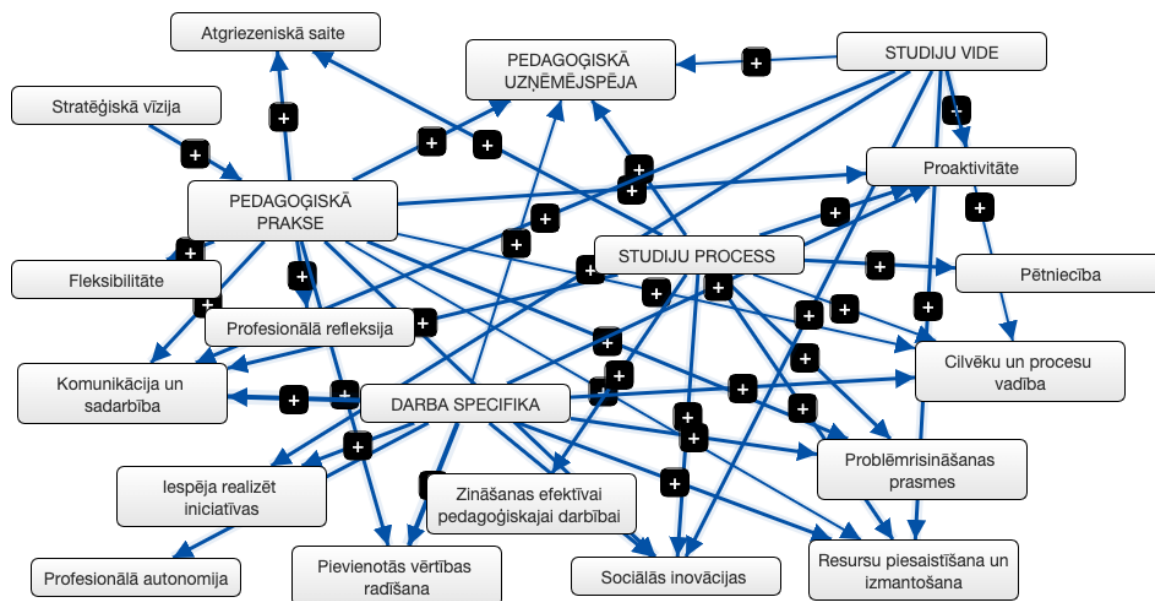 Atgriezeniskā saite
PEDAGOĢISKĀ
UZŅĒMĒJSPĒJA
STUDIJU VIDE
Stratēģiskā vīzija
Proaktivitāte
PEDAGOĢISKĀ
PRAKSE
STUDIJU PROCESS
Fleksibilitāte
Pētniecība
Profesionālā refleksija
Komunikācija un
sadarbība
Cilvēku un procesu
vadība
DARBA SPECIFIKA
Problēmrisināšanas
prasmes
Iespēja realizēt
iniciatīvas
Zināšanas efektīvai
pedagoģiskajai darbībai
Profesionālā autonomija
Pievienotās vērtības
radīšana
Sociālās inovācijas
Resursu piesaistīšana un
izmantošana